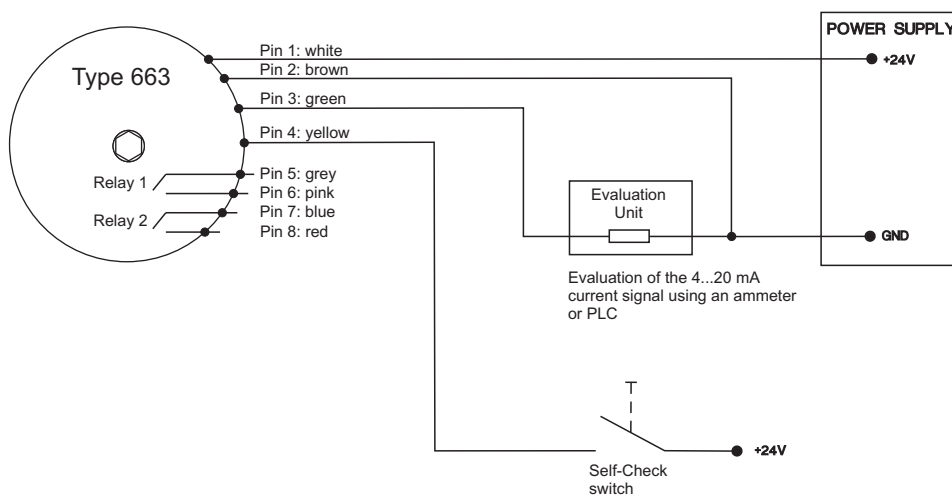 POWER SUPPLY
Pin 1: white
+24V
Type 663
Pin 2: brown
Pin 3: green
Pin 4: yellow
Relay 1
Pin 5: grey
Pin 6: pink
Relay 2
Pin 7: blue
Pin 8: red
Evaluation
Unit
GND
Evaluation of the 4...20 mA
current signal using an ammeter
or PLC
+24V
Self-Check
switch